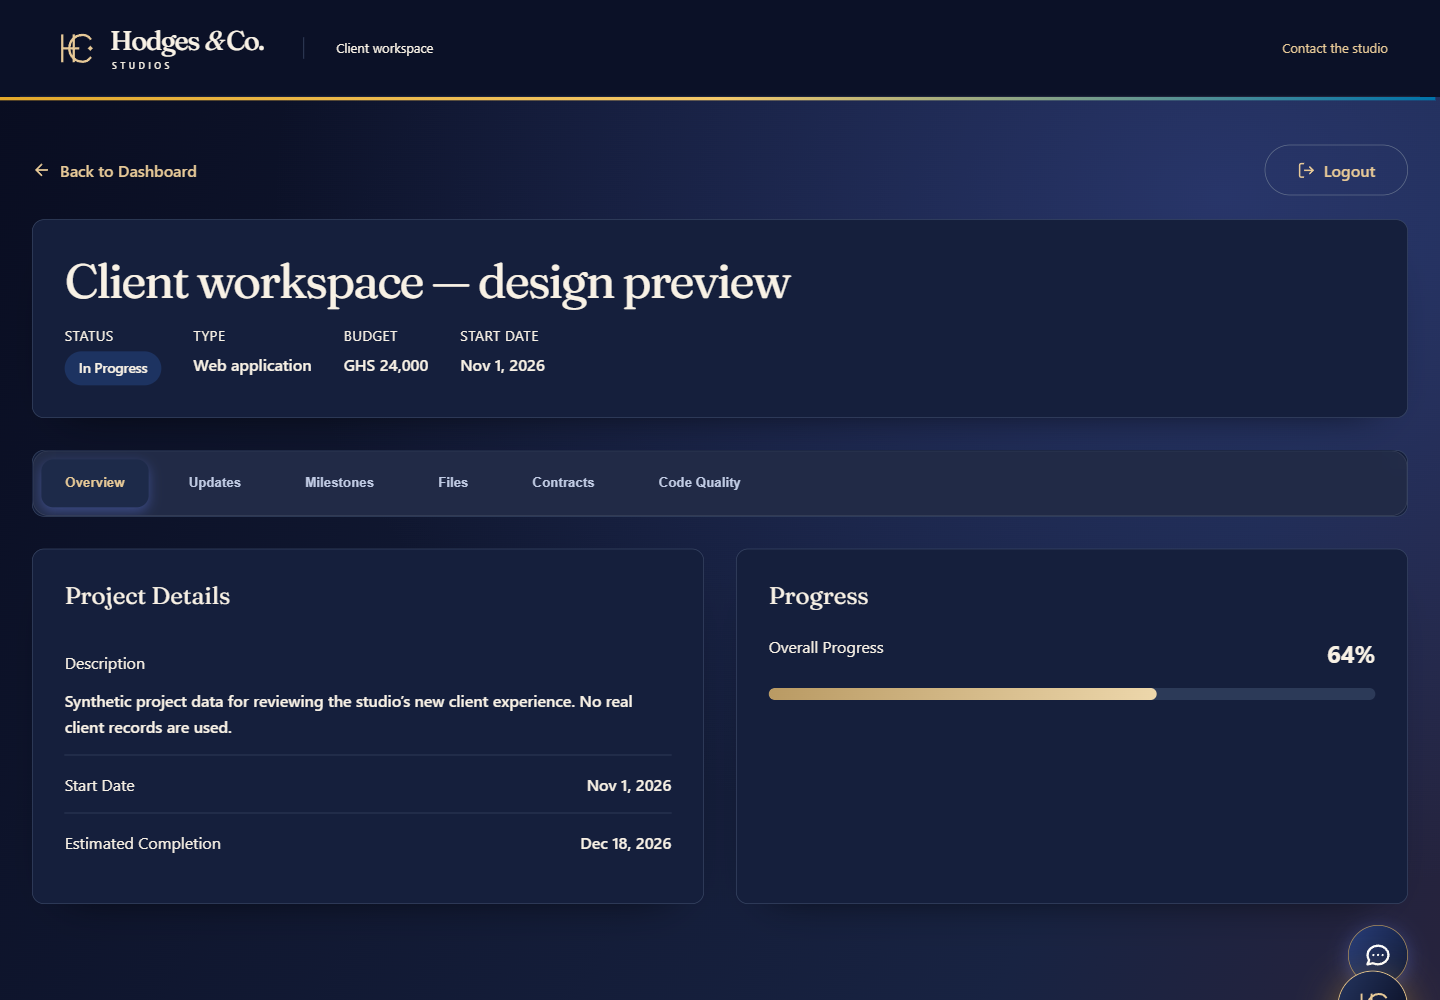 Hodges & Co.
STUDIOS
Client workspace
Contact the studio
Back to Dashboard
Logout
Client workspace — design preview
STATUS
TYPE
BUDGET
START DATE
In Progress
Web application
GHS 24,000
Nov 1, 2026
Overview
Updates
Milestones
Files
Contracts
Code Quality
Project Details
Description
Synthetic project data for reviewing the studio’s new client experience. No real
client records are used.
Start Date
Nov 1, 2026
Estimated Completion
Dec 18, 2026
Progress
Overall Progress
64%